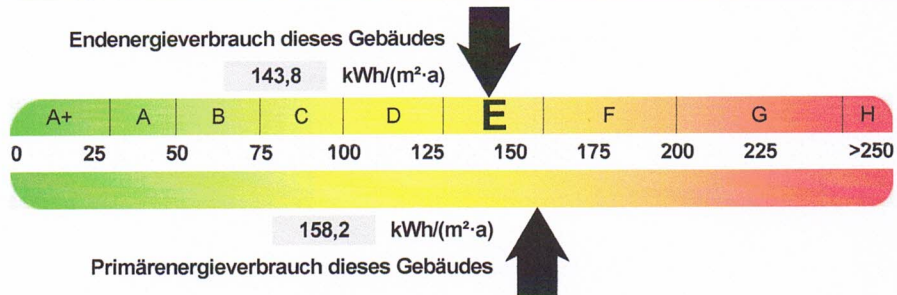 Endenergieverbrauch dieses Gebäudes
143,8 kWh/(m²·a)
A+ A B C D E F G H
0 25 50 75 100 125 150 175 200 225 >250
158,2 kWh/(m²·a)
Primärenergieverbrauch dieses Gebäudes